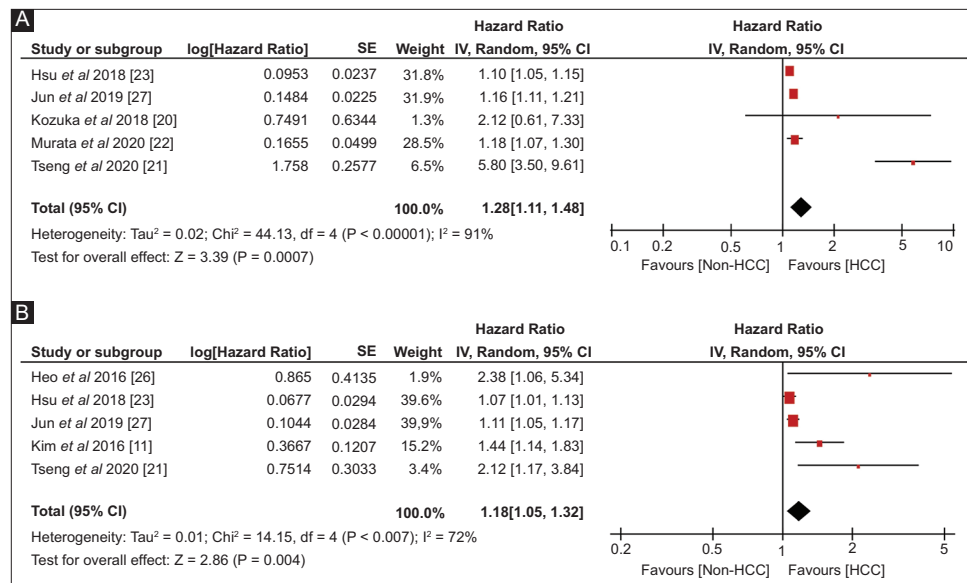 A
Hazard Ratio Hazard Ratio
Study or subgroup log[Hazard Ratio] SE Weight IV, Random, 95% CI IV, Random, 95% CI
Hsu et al 2018 [23] 0.0953 0.0237 31.8% 1.10 [1.05, 1.15]
Jun et al 2019 [27] 0.1484 0.0225 31.9% 1.16 [1.11, 1.21]
Kozuka et al 2018 [20] 0.7491 0.6344 1.3% 2.12 [0.61, 7.33]
Murata et al 2020 [22] 0.1655 0.0499 28.5% 1.18 [1.07, 1.30]
Tseng et al 2020 [21] 1.758 0.2577 6.5% 5.80 [3.50, 9.61]
Total (95% CI) 100.0% 1.28[1.11, 1.48]
Heterogeneity: Tau² = 0.02; Chi² = 44.13, df = 4 (P < 0.00001); I² = 91%
Test for overall effect: Z = 3.39 (P = 0.0007)
0.1 0.2 0.5 1 2 5 10
Favours [Non-HCC] Favours [HCC]
B
Hazard Ratio Hazard Ratio
Study or subgroup log[Hazard Ratio] SE Weight IV, Random, 95% CI IV, Random, 95% CI
Heo et al 2016 [26] 0.865 0.4135 1.9% 2.38 [1.06, 5.34]
Hsu et al 2018 [23] 0.0677 0.0294 39.6% 1.07 [1.01, 1.13]
Jun et al 2019 [27] 0.1044 0.0284 39,9% 1.11 [1.05, 1.17]
Kim et al 2016 [11] 0.3667 0.1207 15.2% 1.44 [1.14, 1.83]
Tseng et al 2020 [21] 0.7514 0.3033 3.4% 2.12 [1.17, 3.84]
Total (95% CI) 100.0% 1.18[1.05, 1.32]
Heterogeneity: Tau² = 0.01; Chi² = 14.15, df = 4 (P < 0.007); I² = 72%
Test for overall effect: Z = 2.86 (P = 0.004)
0.2 0.5 1 2 5
Favours [Non-HCC] Favours [HCC]